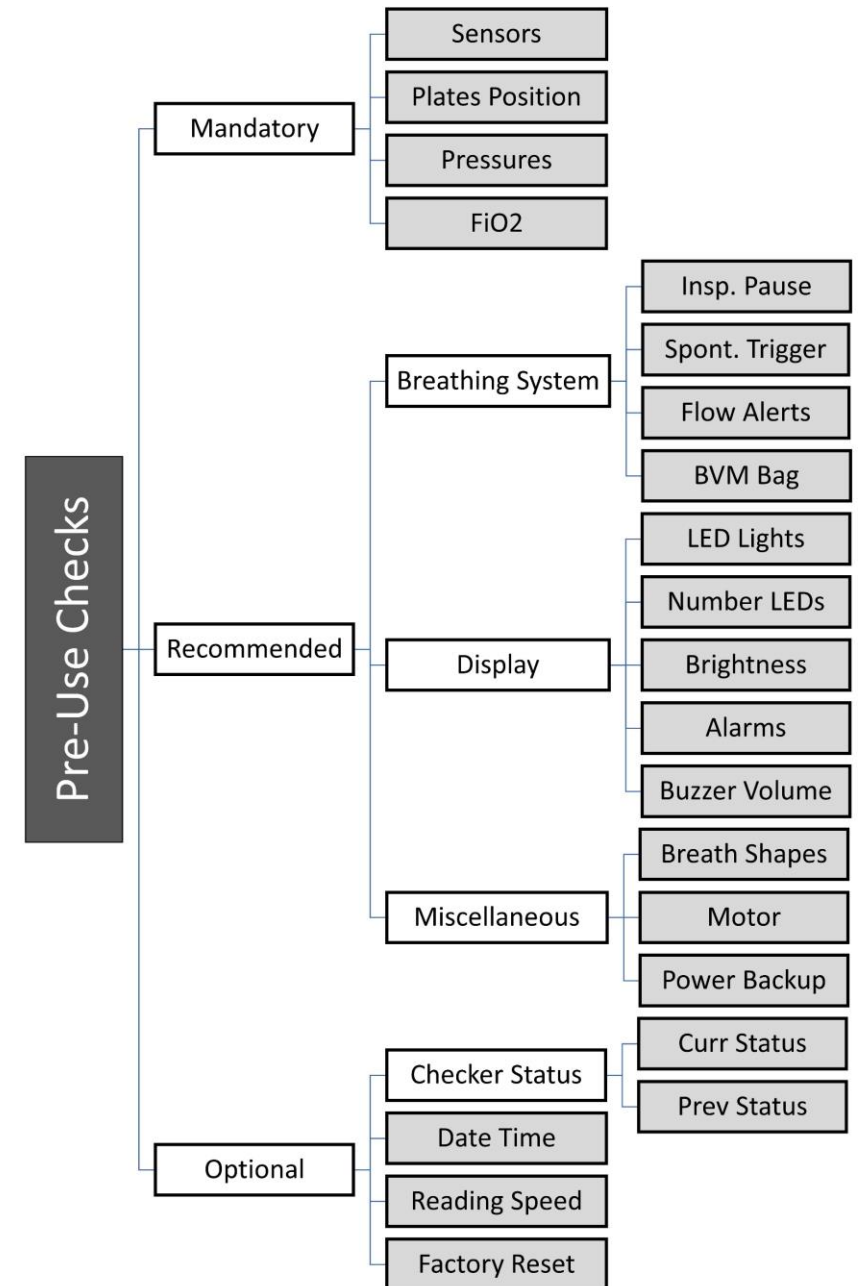 Pre-Use Checks
Mandatory
Sensors
Plates Position
Pressures
FiO2
Recommended
Breathing System
Insp. Pause
Spont. Trigger
Flow Alerts
BVM Bag
Display
LED Lights
Number LEDs
Brightness
Alarms
Buzzer Volume
Miscellaneous
Breath Shapes
Motor
Power Backup
Optional
Checker Status
Curr Status
Prev Status
Date Time
Reading Speed
Factory Reset